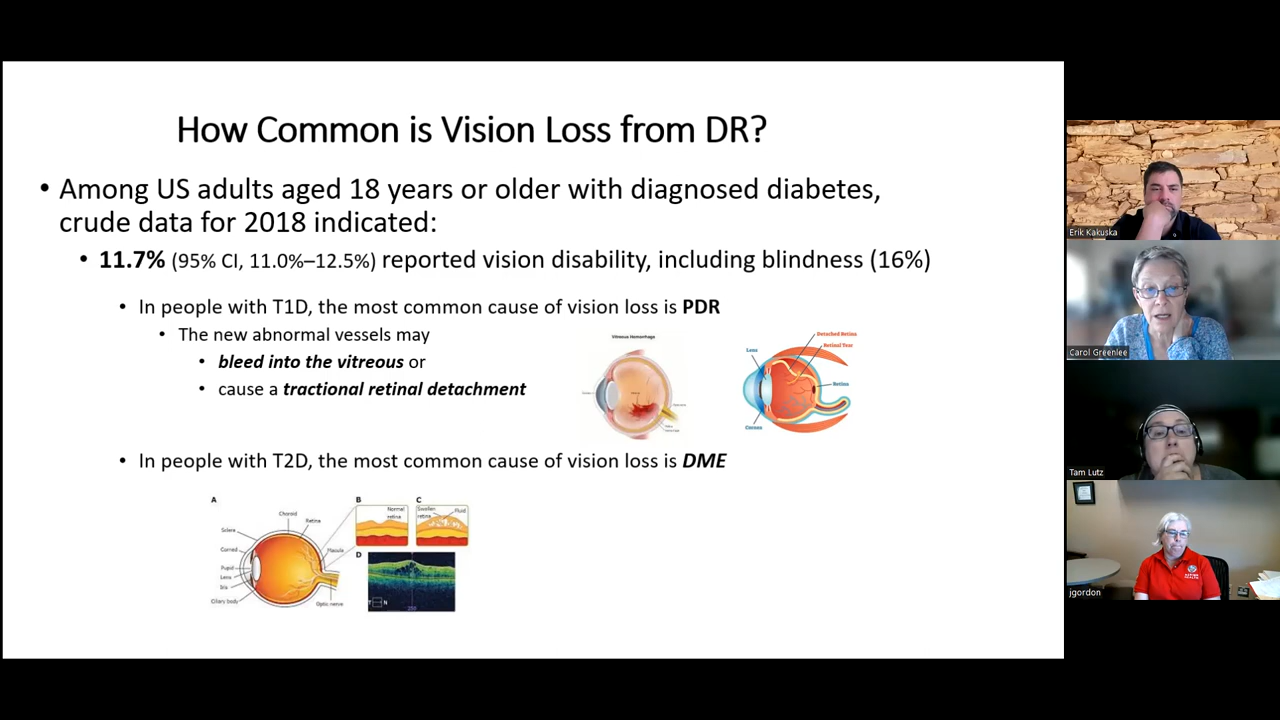 How Common is Vision Loss from DR?
• Among US adults aged 18 years or older with diagnosed diabetes,
crude data for 2018 indicated:
• 11.7% (95% CI, 11.0%–12.5%) reported vision disability, including blindness (16%)
• In people with T1D, the most common cause of vision loss is PDR
• The new abnormal vessels may
• bleed into the vitreous or
• cause a tractional retinal detachment
Vitreous Hemorrhage
Detached Retina
Retinal Tear
Lens
Retina
Cornea
• In people with T2D, the most common cause of vision loss is DME
A
Choroid
Retina
Sclera
Cornea
Pupil
Lens
Iris
Ciliary body
Macula
Optic nerve
B
Normal
retina
C
Swollen
retina
Fluid
D
T N
Erik Kakuska
Carol Greenlee
Tam Lutz
jgordon